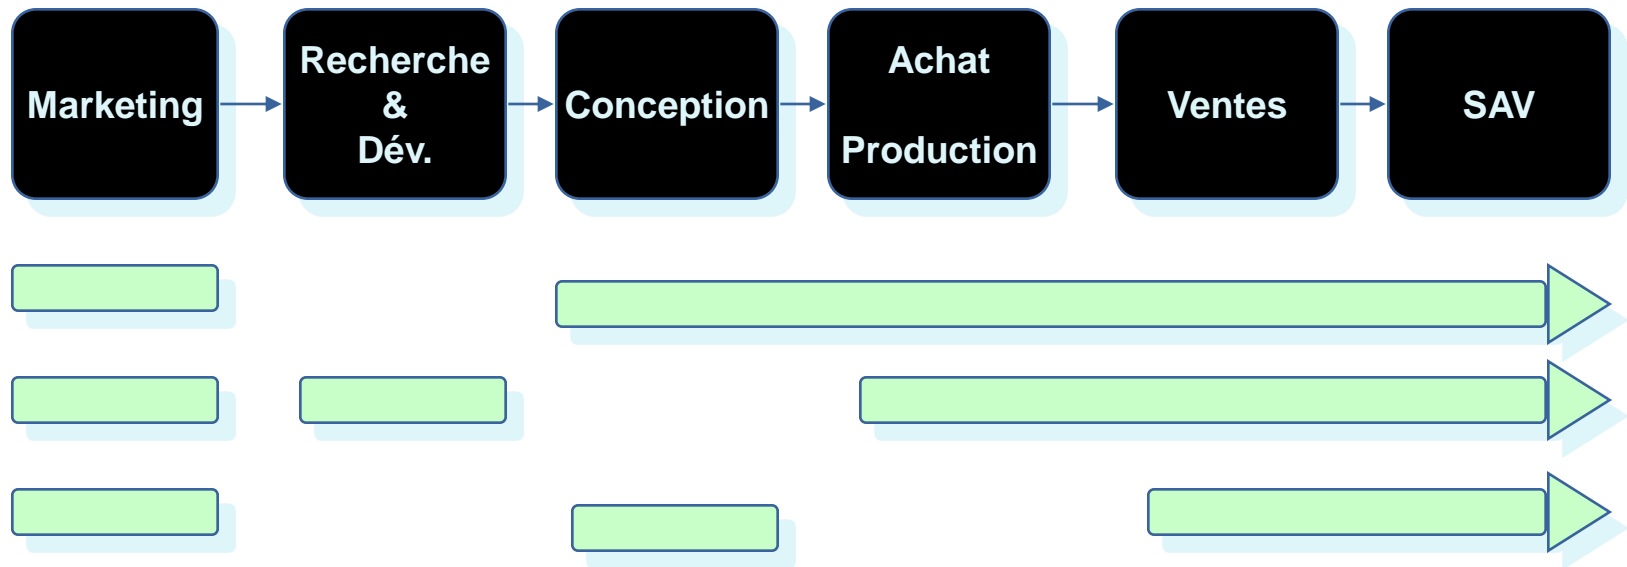 Marketing
Recherche
&
Dév.
Conception
Achat
Production
Ventes
SAV